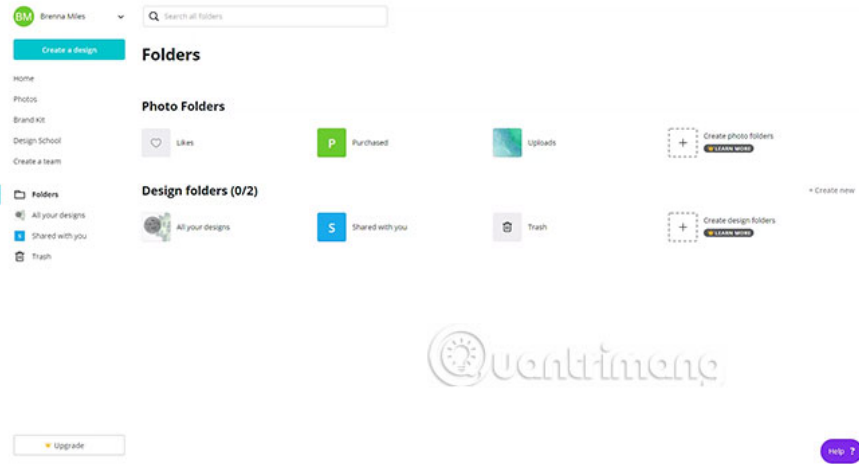 BM Brenna Miles
Search all folders
Create a design
Home
Photos
Brand Kit
Design School
Create a team
Folders
All your designs
S Shared with you
Trash
Upgrade
Folders
Photo Folders
Likes
P Purchased
Uploads
Create photo folders
LEARN MORE
Design folders (0/2)
+ Create new
All your designs
S Shared with you
Trash
Create design folders
LEARN MORE
Quantrimang
Help ?